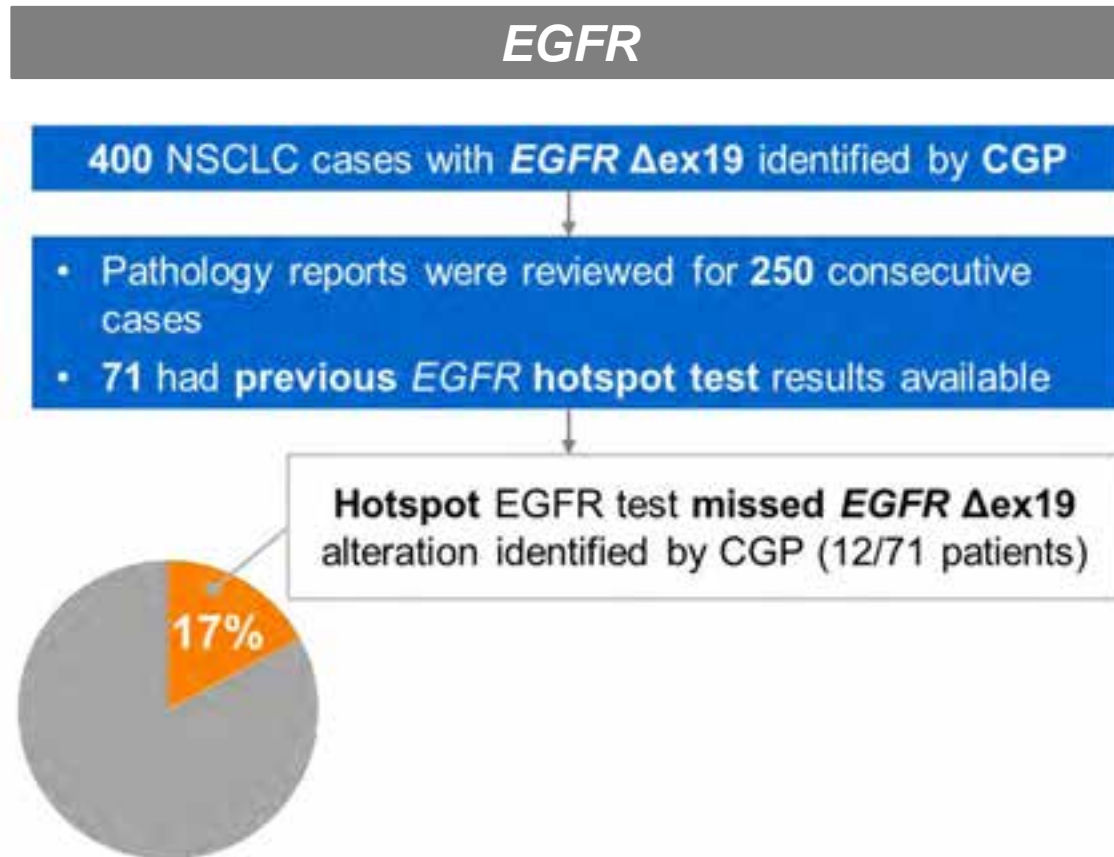 EGFR
400 NSCLC cases with EGFR Δex19 identified by CGP
• Pathology reports were reviewed for 250 consecutive
cases
• 71 had previous EGFR hotspot test results available
Hotspot EGFR test missed EGFR Δex19
alteration identified by CGP (12/71 patients)
17%